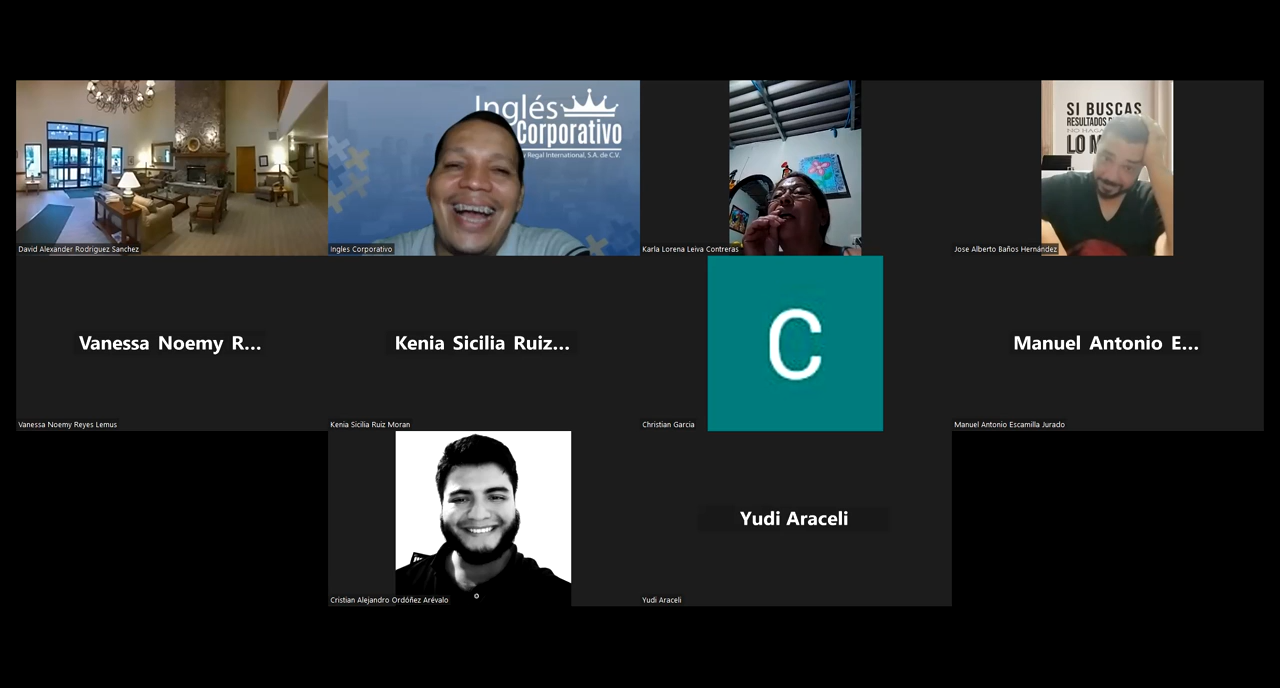 Inglés
Corporativo
y Regal International, S.A. de C.V.
SI BUSCAS
RESULTADOS
NO HAGA
LO M
David Alexander Rodriguez Sanchez
Ingles Corporativo
Karla Lorena Leiva Contreras
Jose Alberto Baños Hernández
Vanessa Noemy R...
Kenia Sicilia Ruiz...
C
Manuel Antonio E...
Vanessa Noemy Reyes Lemus
Kenia Sicilia Ruiz Moran
Christian Garcia
Manuel Antonio Escamilla Jurado
Yudi Araceli
Cristian Alejandro Ordóñez Arévalo
Yudi Araceli